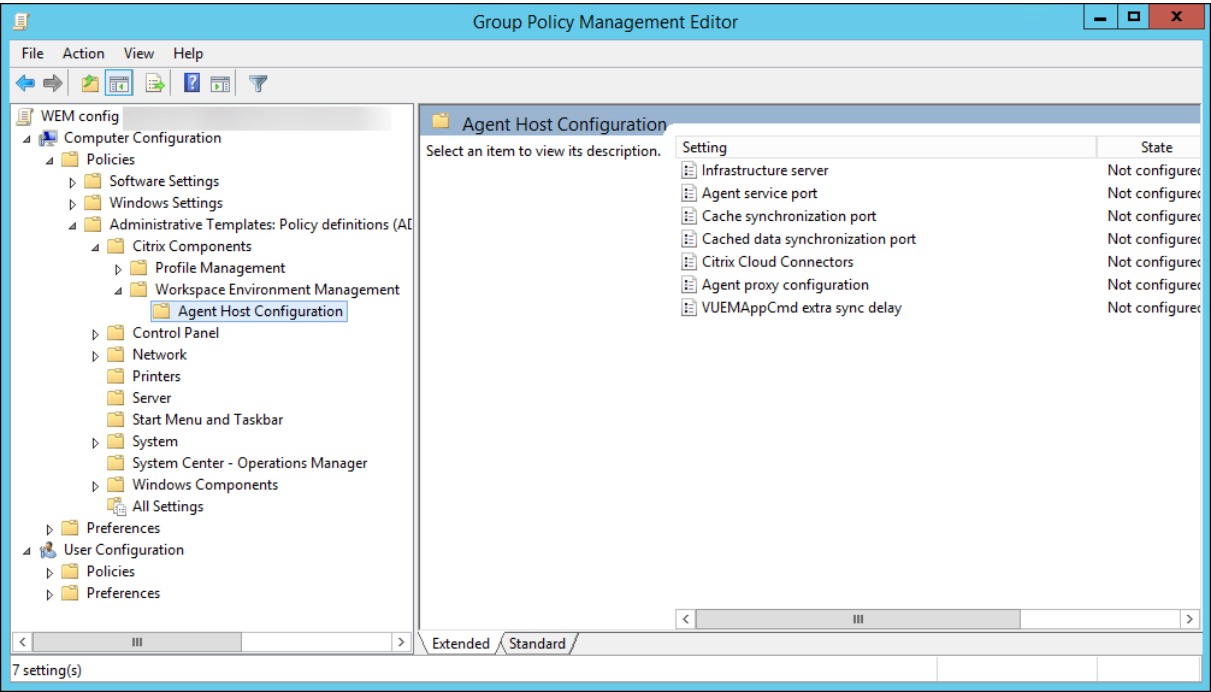 Group Policy Management Editor
File Action View Help
WEM config
Computer Configuration
Policies
Software Settings
Windows Settings
Administrative Templates: Policy definitions (AD
Citrix Components
Profile Management
Workspace Environment Management
Agent Host Configuration
Control Panel
Network
Printers
Server
Start Menu and Taskbar
System
System Center - Operations Manager
Windows Components
All Settings
Preferences
User Configuration
Policies
Preferences
Agent Host Configuration
Select an item to view its description.
Setting State
Infrastructure server Not configured
Agent service port Not configured
Cache synchronization port Not configured
Cached data synchronization port Not configured
Citrix Cloud Connectors Not configured
Agent proxy configuration Not configured
VUEMAppCmd extra sync delay Not configured
Extended Standard
7 setting(s)